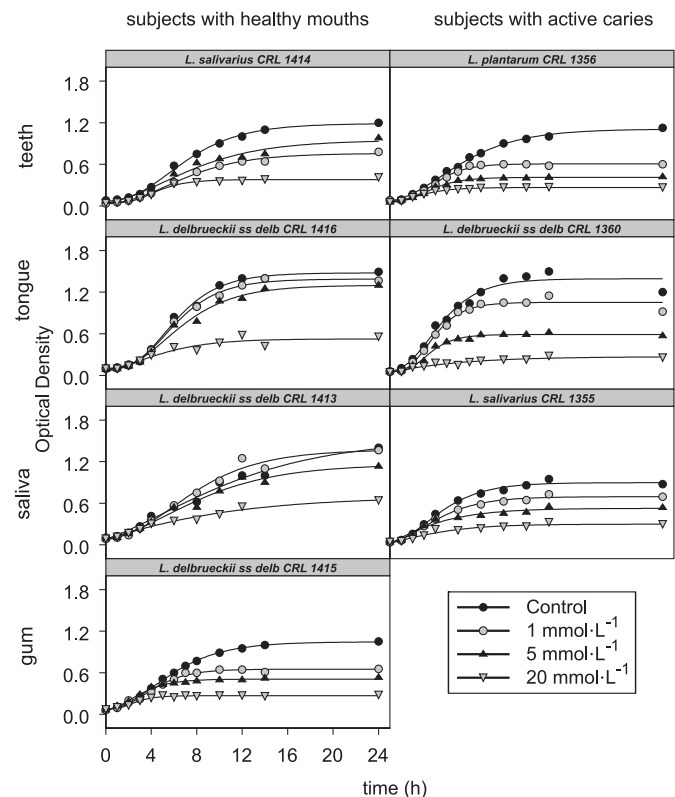 subjects with healthy mouths
subjects with active caries
L. salivarius CRL 1414
L. plantarum CRL 1356
1.8
1.2
0.6
0.0
teeth
L. delbrueckii ss delb CRL 1416
L. delbrueckii ss delb CRL 1360
1.8
1.2
0.6
0.0
tongue
Optical Density
L. delbrueckii ss delb CRL 1413
L. salivarius CRL 1355
1.8
1.2
0.6
0.0
saliva
L. delbrueckii ss delb CRL 1415
1.8
1.2
0.6
0.0
gum
Control
1 mmol·L⁻¹
5 mmol·L⁻¹
20 mmol·L⁻¹
0 4 8 12 16 20 24
time (h)